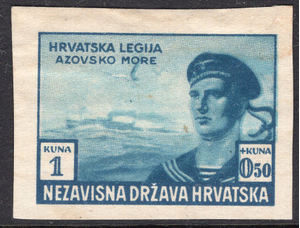 HRVATSKA LEGIJA
AZOVSKO MORE
KUNA
1
+KUNA
0.50
NEZAVISNA DRŽAVA HRVATSKA